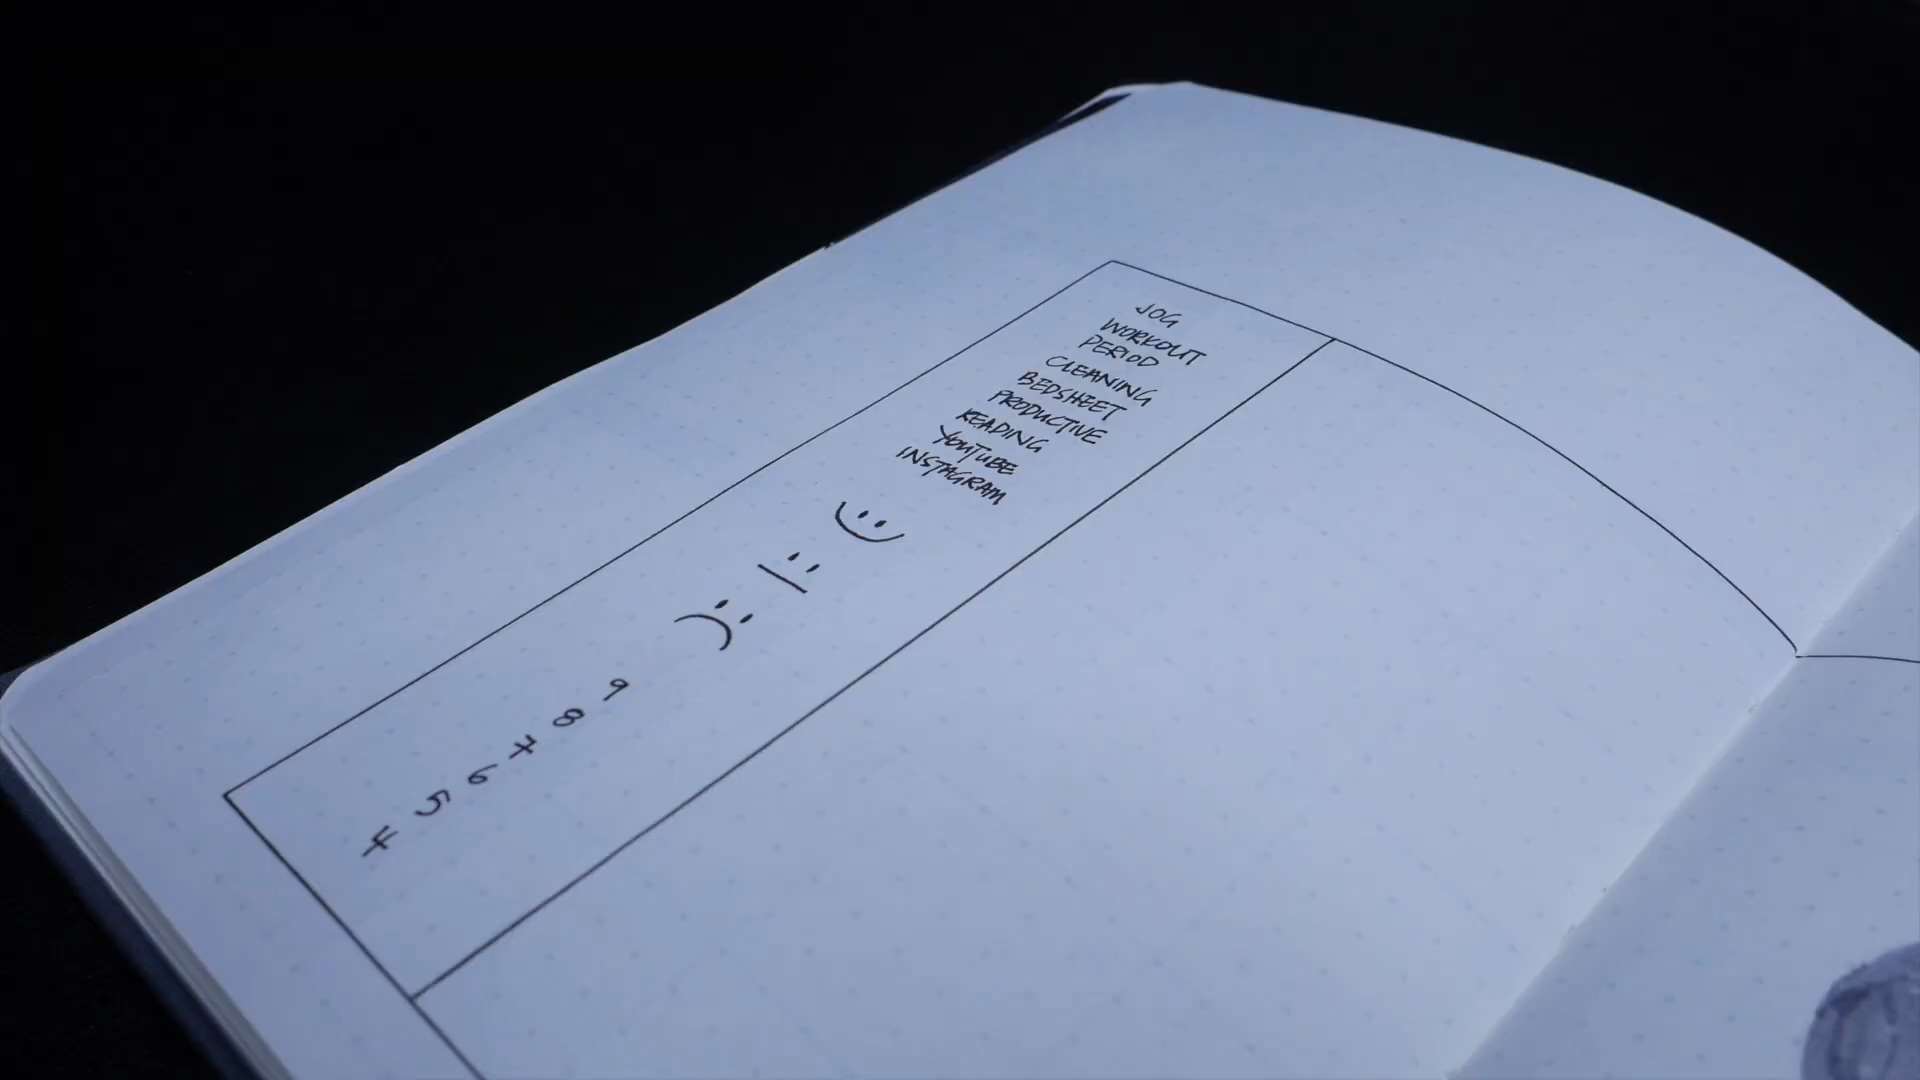 JOG
WORKOUT
PERIOD
CLEANING
BEDSHEET
PRODUCTIVE
READING
YOUTUBE
INSTAGRAM
9
8
7
6
5
4